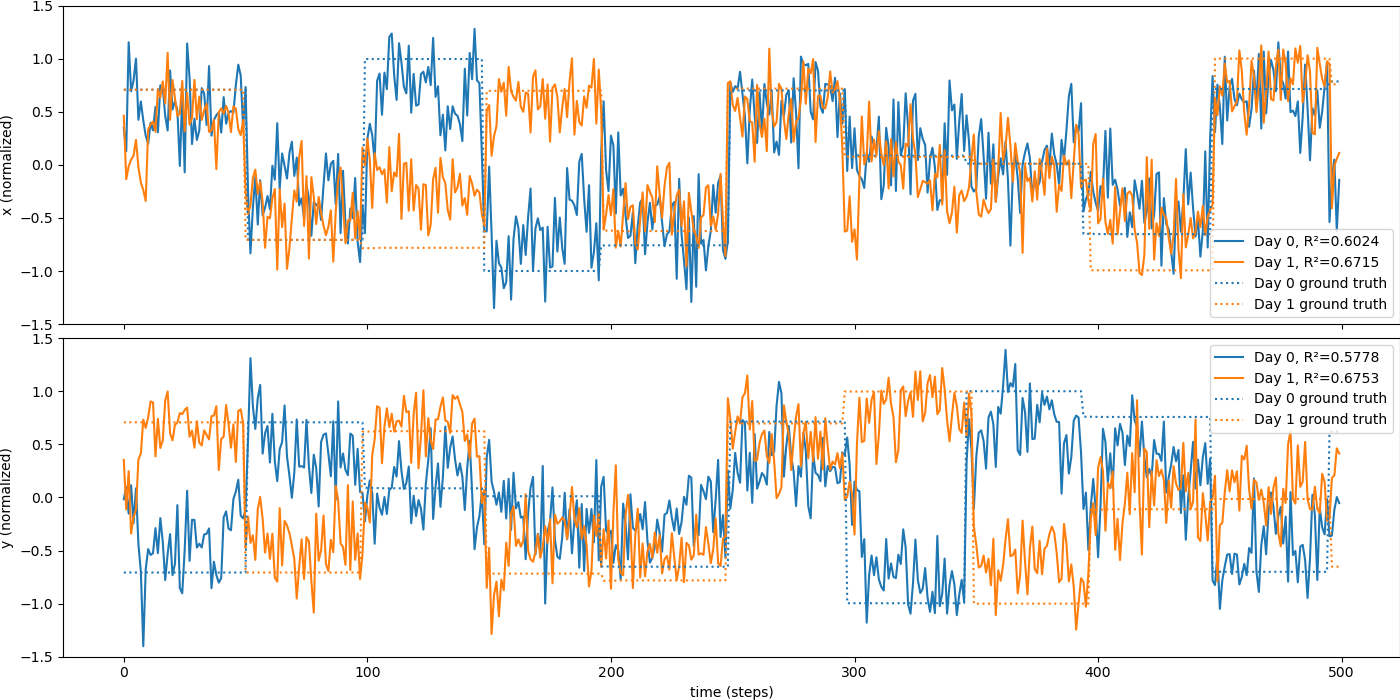 1.5
1.0
0.5
0.0
−0.5
−1.0
−1.5
x (normalized)
Day 0, R²=0.6024
Day 1, R²=0.6715
Day 0 ground truth
Day 1 ground truth
1.5
1.0
0.5
0.0
−0.5
−1.0
−1.5
y (normalized)
Day 0, R²=0.5778
Day 1, R²=0.6753
Day 0 ground truth
Day 1 ground truth
0 100 200 300 400 500
time (steps)